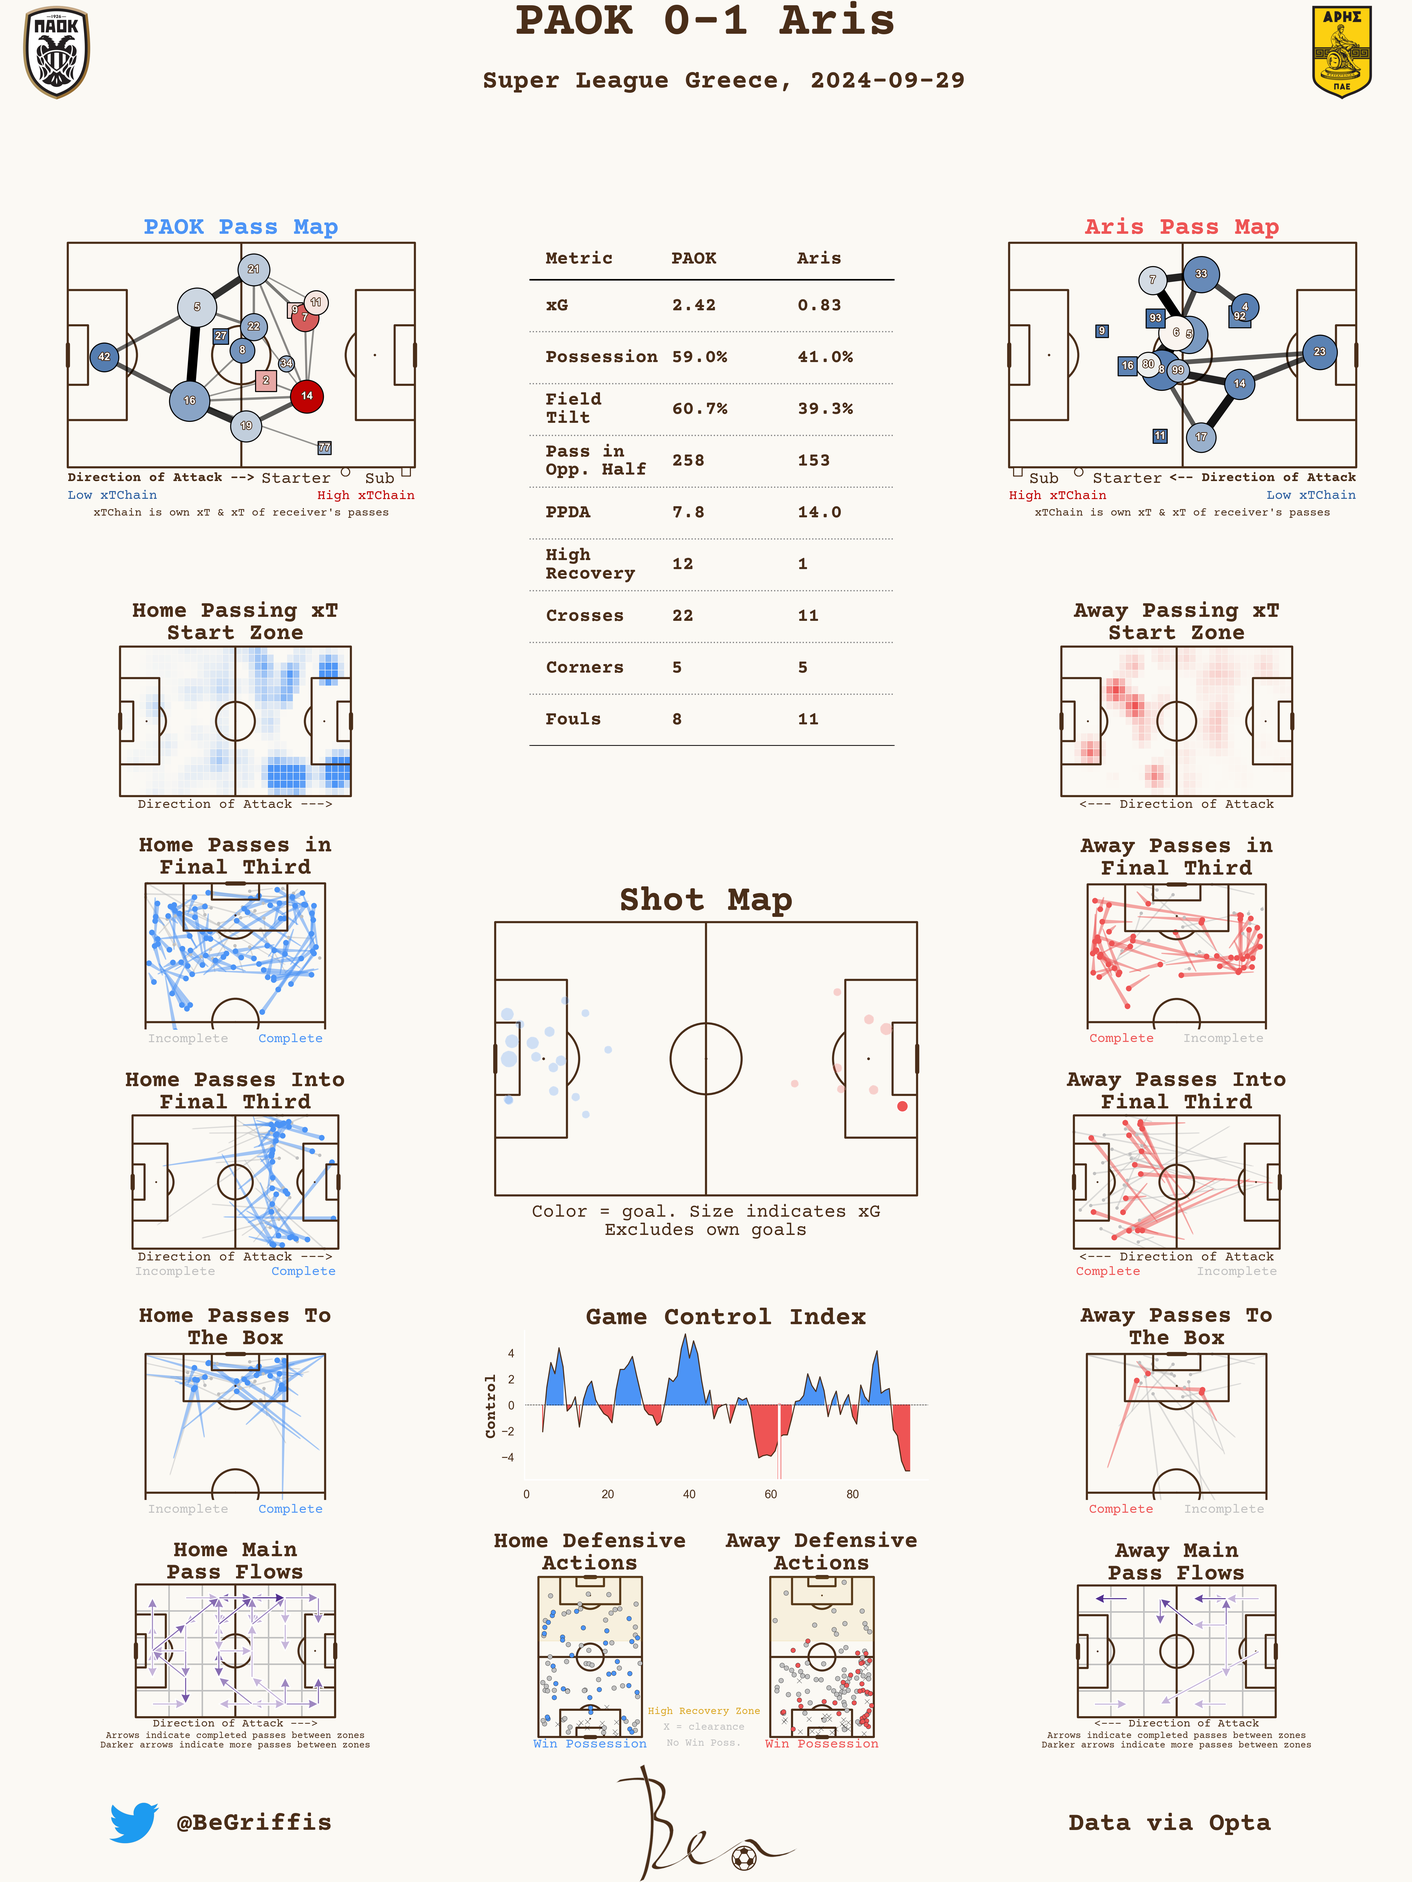 PAOK 0-1 Aris
Super League Greece, 2024-09-29
1926
ΠΑΟΚ
ΑΡΗΣ
ΠΑΕ
PAOK Pass Map
21
5
9
11
7
22
27
8
42
34
2
14
16
19
77
Direction of Attack --> Starter Sub
Low xTChain High xTChain
xTChain is own xT & xT of receiver's passes
Metric PAOK Aris
xG 2.42 0.83
Possession 59.0% 41.0%
Field
Tilt 60.7% 39.3%
Pass in
Opp. Half 258 153
PPDA 7.8 14.0
High
Recovery 12 1
Crosses 22 11
Corners 5 5
Fouls 8 11
Aris Pass Map
7
33
4
92
93
9
6
5
23
16
80
8
99
14
11
17
Sub Starter <-- Direction of Attack
High xTChain Low xTChain
xTChain is own xT & xT of receiver's passes
Home Passing xT
Start Zone
Direction of Attack --->
Away Passing xT
Start Zone
<--- Direction of Attack
Home Passes in
Final Third
Incomplete Complete
Away Passes in
Final Third
Complete Incomplete
Shot Map
Color = goal. Size indicates xG
Excludes own goals
Home Passes Into
Final Third
Direction of Attack --->
Incomplete Complete
Away Passes Into
Final Third
<--- Direction of Attack
Complete Incomplete
Home Passes To
The Box
Incomplete Complete
Game Control Index
Control
4
2
0
−2
−4
0 20 40 60 80
Away Passes To
The Box
Complete Incomplete
Home Main
Pass Flows
Direction of Attack --->
Arrows indicate completed passes between zones
Darker arrows indicate more passes between zones
Home Defensive
Actions
Win Possession
High Recovery Zone
X = clearance
No Win Poss.
Away Defensive
Actions
Win Possession
Away Main
Pass Flows
<--- Direction of Attack
Arrows indicate completed passes between zones
Darker arrows indicate more passes between zones
@BeGriffis
Ben
Data via Opta